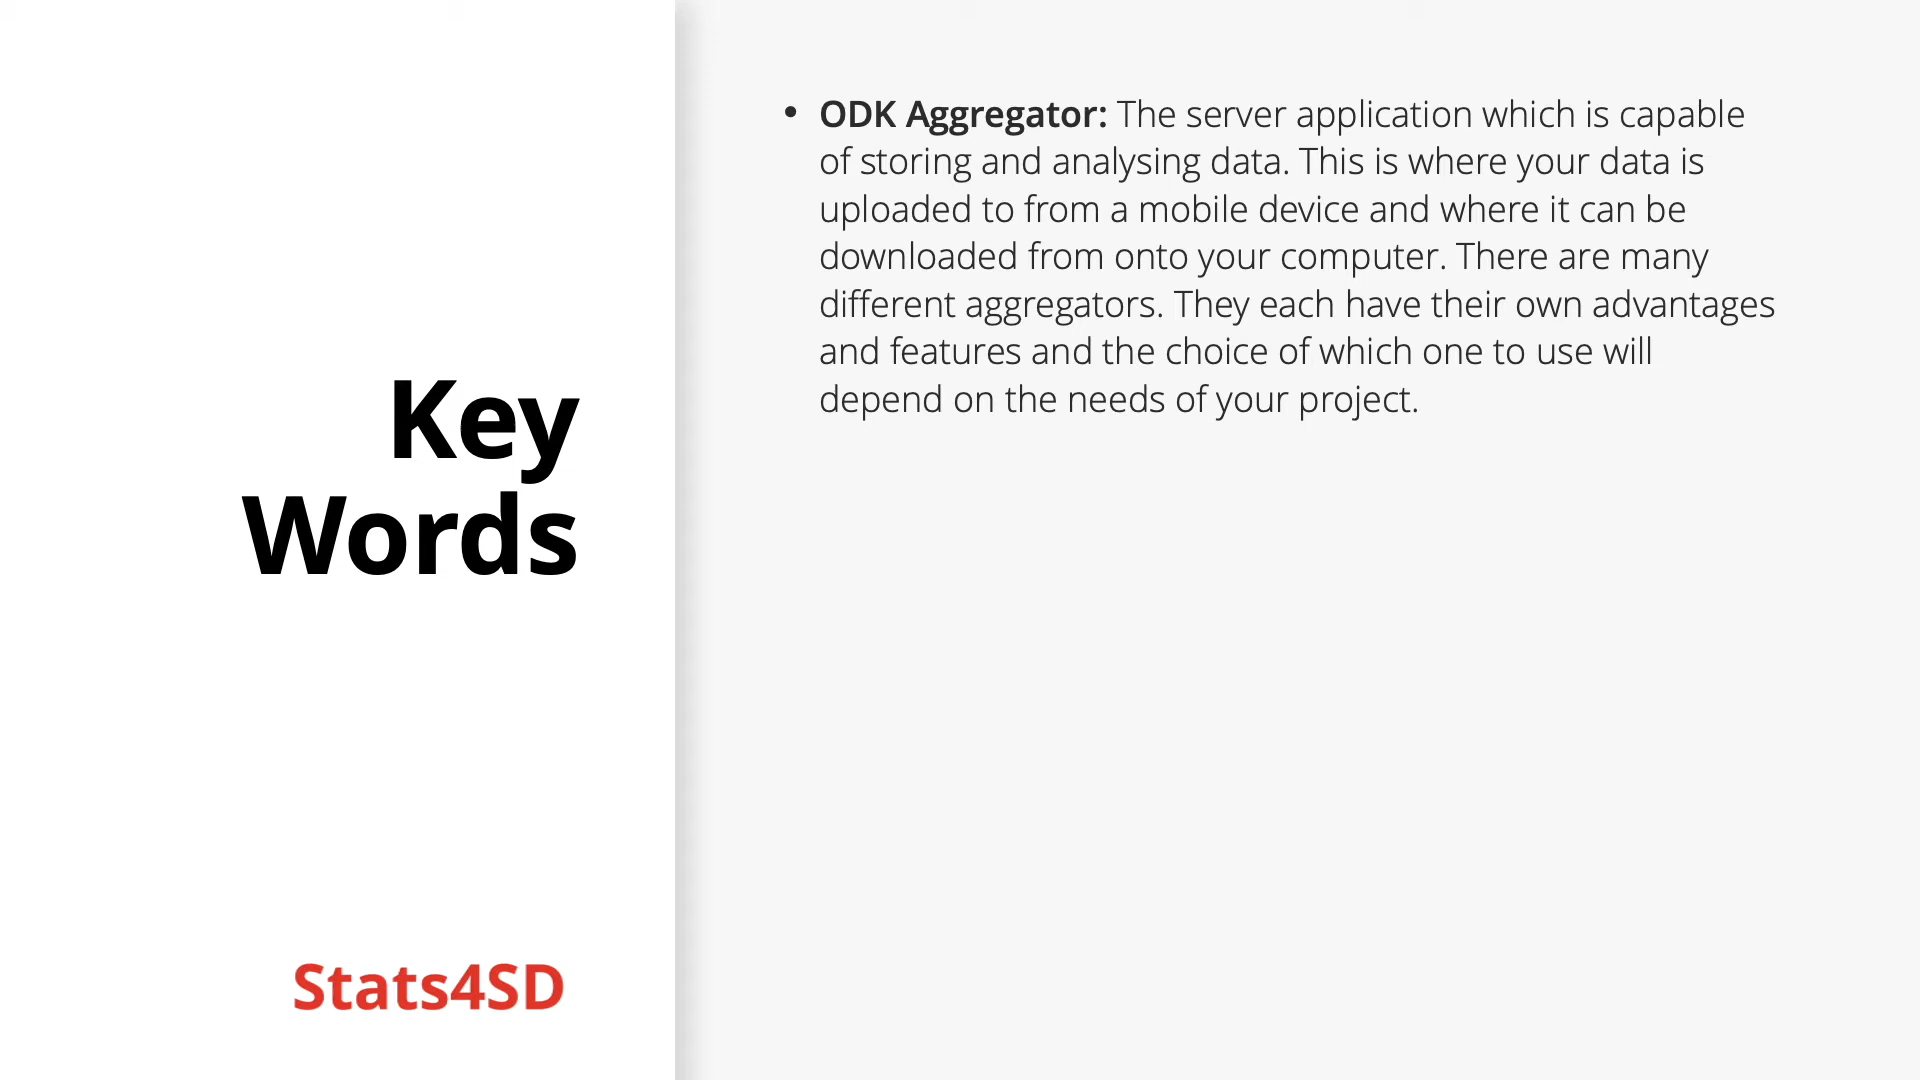 Key
Words
Stats4SD
• ODK Aggregator: The server application which is capable
of storing and analysing data. This is where your data is
uploaded to from a mobile device and where it can be
downloaded from onto your computer. There are many
different aggregators. They each have their own advantages
and features and the choice of which one to use will
depend on the needs of your project.